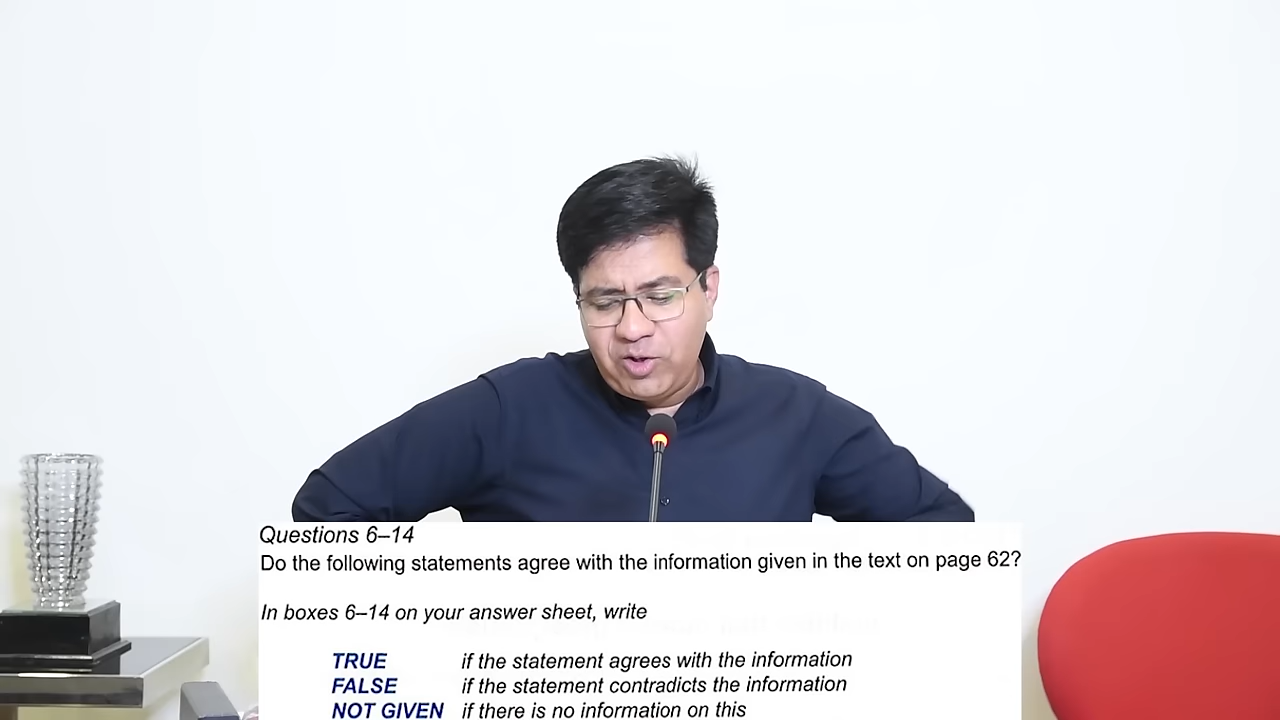 Questions 6–14
Do the following statements agree with the information given in the text on page 62?
In boxes 6–14 on your answer sheet, write
TRUE if the statement agrees with the information
FALSE if the statement contradicts the information
NOT GIVEN if there is no information on this